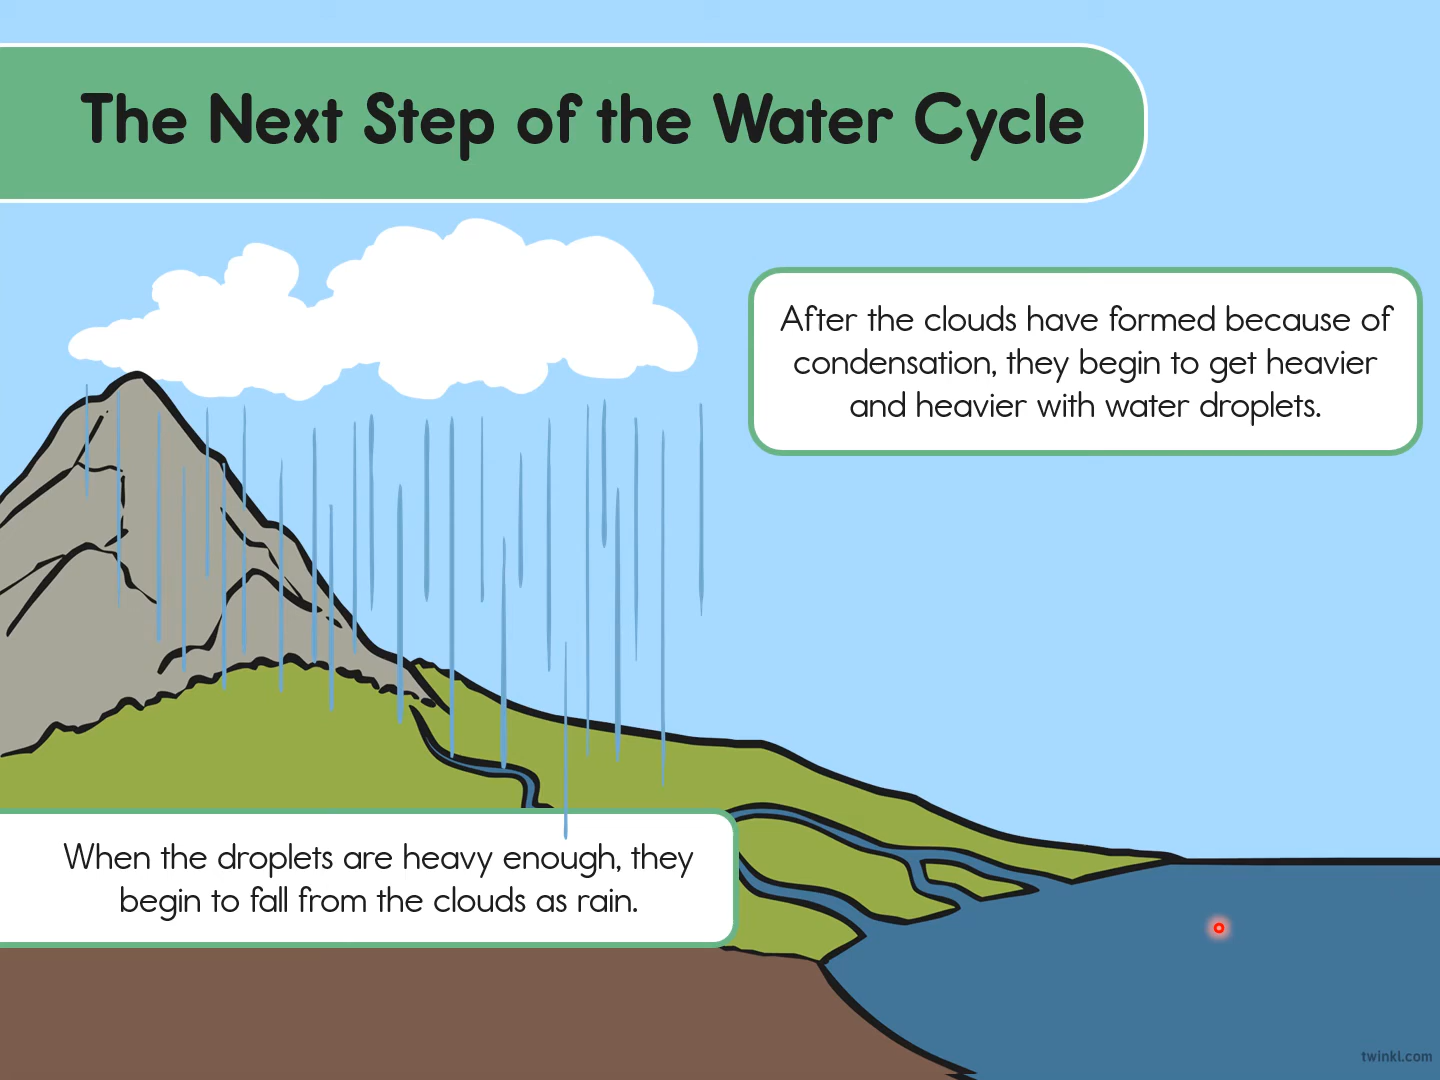 The Next Step of the Water Cycle
After the clouds have formed because of
condensation, they begin to get heavier
and heavier with water droplets.
When the droplets are heavy enough, they
begin to fall from the clouds as rain.
twinkl.com